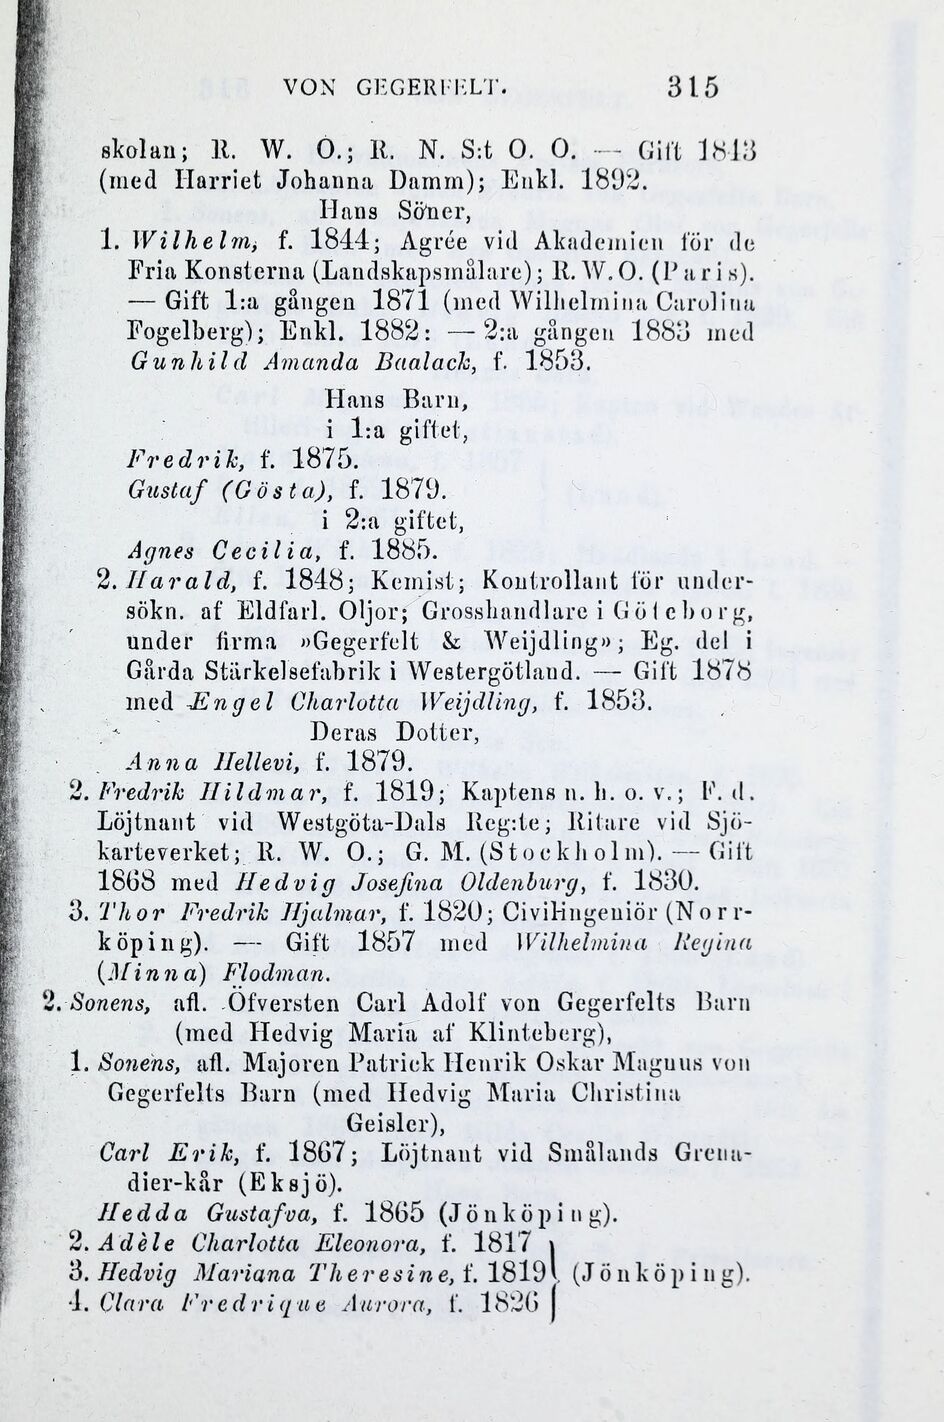 VON GEGERFELT. 315
skolan; R. W. O.; R. N. S:t O. O. — Gift 1843
(med Harriet Johanna Damm); Enkl. 1892.
Hans Söner,
1. Wilhelm, f. 1844; Agrée vid Akademien för de
Fria Konsterna (Landskapsmålare); R. W. O. (Paris).
— Gift 1:a gången 1871 (med Wilhelmina Carolina
Fogelberg); Enkl. 1882: — 2:a gången 1883 med
Gunhild Amanda Baalack, f. 1853.
Hans Barn,
i 1:a giftet,
Fredrik, f. 1875.
Gustaf (Gösta), f. 1879.
i 2:a giftet,
Agnes Cecilia, f. 1885.
2. Harald, f. 1848; Kemist; Kontrollant för under-
sökn. af Eldfarl. Oljor; Grosshandlare i Göteborg,
under firma »Gegerfelt & Weijdling»; Eg. del i
Gårda Stärkelsefabrik i Westergötland. — Gift 1878
med Engel Charlotta Weijdling, f. 1853.
Deras Dotter,
Anna Hellevi, f. 1879.
2. Fredrik Hildmar, f. 1819; Kaptens n. h. o. v.; F. d.
Löjtnant vid Westgöta-Dals Reg:te; Ritare vid Sjö-
karteverket; R. W. O.; G. M. (Stockholm). — Gift
1868 med Hedvig Josefina Oldenburg, f. 1830.
3. Thor Fredrik Hjalmar, f. 1820; Civil-ingeniör (Norr-
köping). — Gift 1857 med Wilhelmina Regina
(Minna) Flodman.
2. Sonens, afl. Öfversten Carl Adolf von Gegerfelts Barn
(med Hedvig Maria af Klinteberg),
1. Sonens, afl. Majoren Patrick Henrik Oskar Magnus von
Gegerfelts Barn (med Hedvig Maria Christina
Geisler),
Carl Erik, f. 1867; Löjtnant vid Smålands Grena-
dier-kår (Eksjö).
Hedda Gustafva, f. 1865 (Jönköping).
2. Adèle Charlotta Eleonora, f. 1817
3. Hedvig Mariana Theresine, f. 1819 (Jönköping).
4. Clara Fredrique Aurora, f. 1826